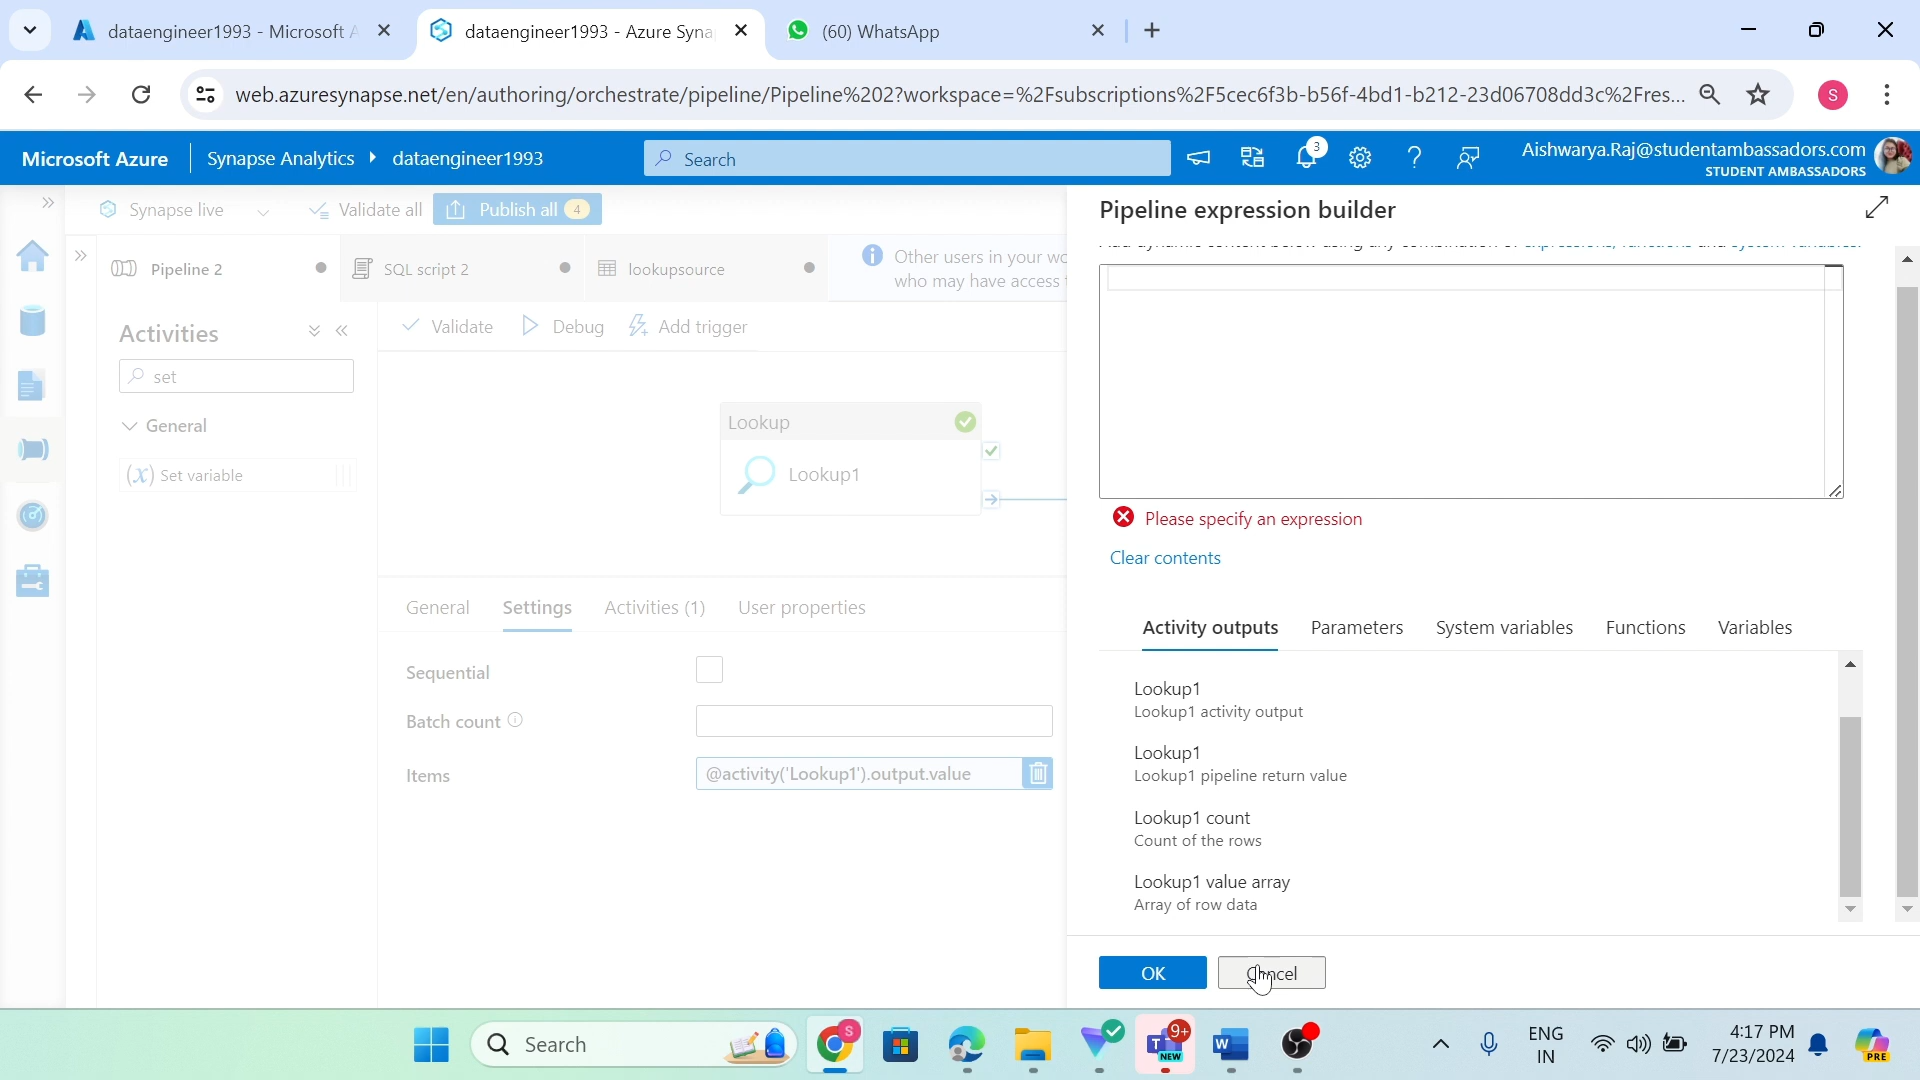 dataengineer1993 - Microsoft A
dataengineer1993 - Azure Syna
(60) WhatsApp
web.azuresynapse.net/en/authoring/orchestrate/pipeline/Pipeline%202?workspace=%2Fsubscriptions%2F5cec6f3b-b56f-4bd1-b212-23d06708dd3c%2Fres...
S
Microsoft Azure
Synapse Analytics
dataengineer1993
Search
3
Aishwarya.Raj@studentambassadors.com
STUDENT AMBASSADORS
Synapse live
Validate all
Publish all 4
Pipeline 2
SQL script 2
lookupsource
Other users in your wo
who may have access
Activities
set
General
(x) Set variable
Validate
Debug
Add trigger
Lookup
Lookup1
General
Settings
Activities (1)
User properties
Sequential
Batch count
Items
@activity('Lookup1').output.value
Pipeline expression builder
Please specify an expression
Clear contents
Activity outputs
Parameters
System variables
Functions
Variables
Lookup1
Lookup1 activity output
Lookup1
Lookup1 pipeline return value
Lookup1 count
Count of the rows
Lookup1 value array
Array of row data
OK
Cancel
Search
S
9+
NEW
ENG
IN
4:17 PM
7/23/2024
PRE